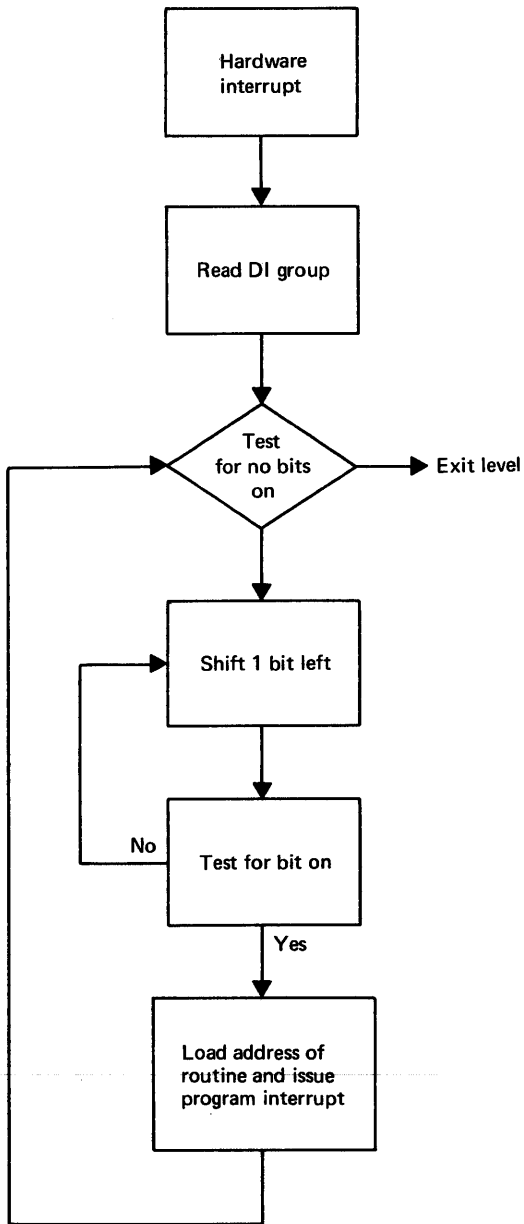 Hardware
interrupt
Read DI group
Test
for no bits
on
Exit level
Shift 1 bit left
No
Test for bit on
Yes
Load address of
routine and issue
program interrupt